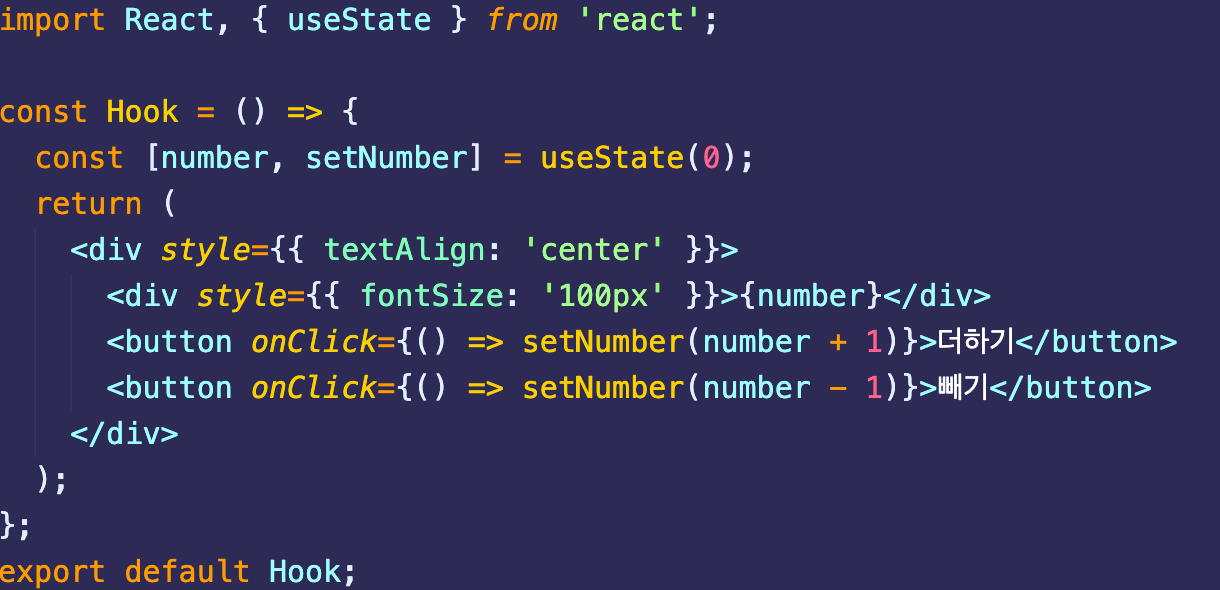 import React, { useState } from 'react';
const Hook = () => {
const [number, setNumber] = useState(0);
return (
<div style={{ textAlign: 'center' }}>
<div style={{ fontSize: '100px' }}>{number}</div>
<button onClick={() => setNumber(number + 1)}>더하기</button>
<button onClick={() => setNumber(number - 1)}>빼기</button>
</div>
);
};
export default Hook;